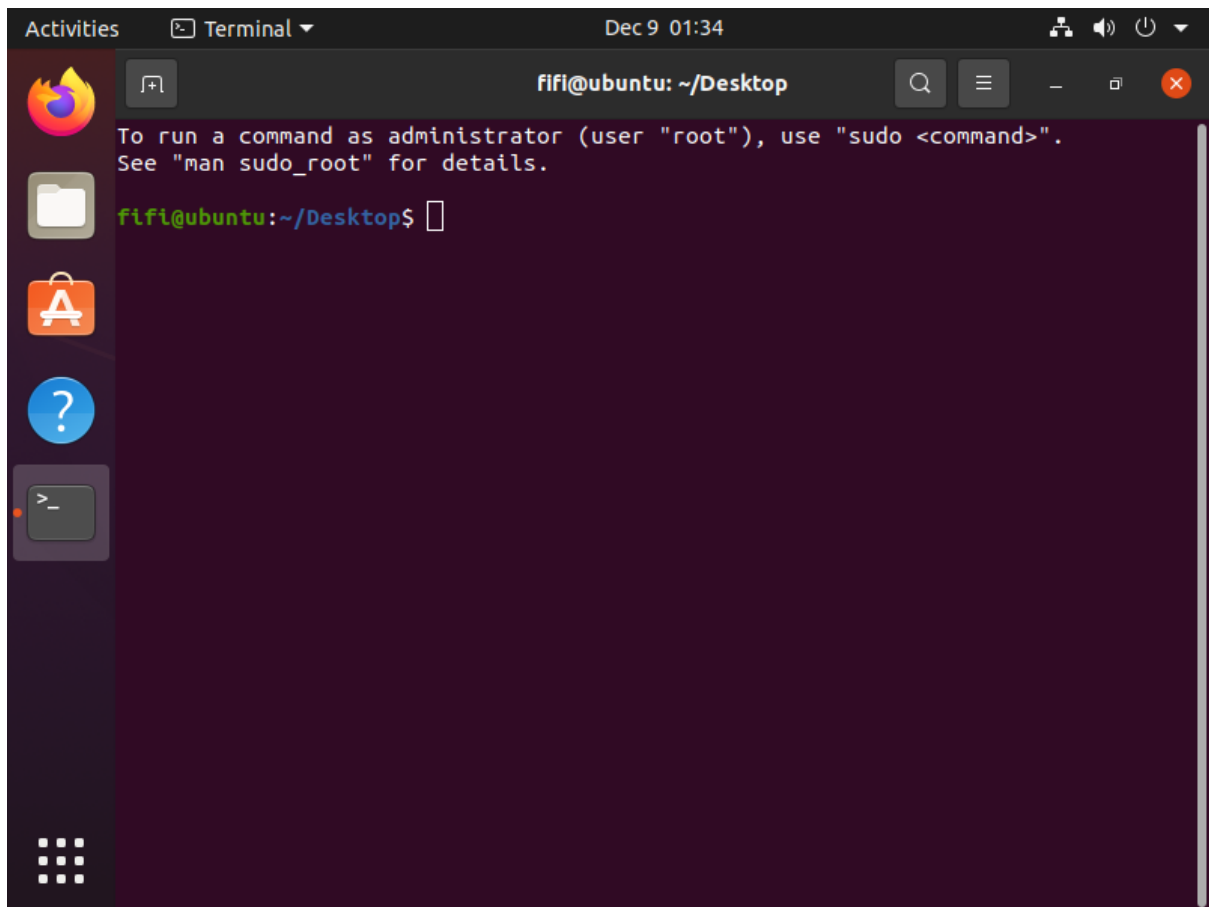 Activities Terminal Dec 9 01:34
fifi@ubuntu: ~/Desktop
To run a command as administrator (user "root"), use "sudo <command>".
See "man sudo_root" for details.
fifi@ubuntu:~/Desktop$